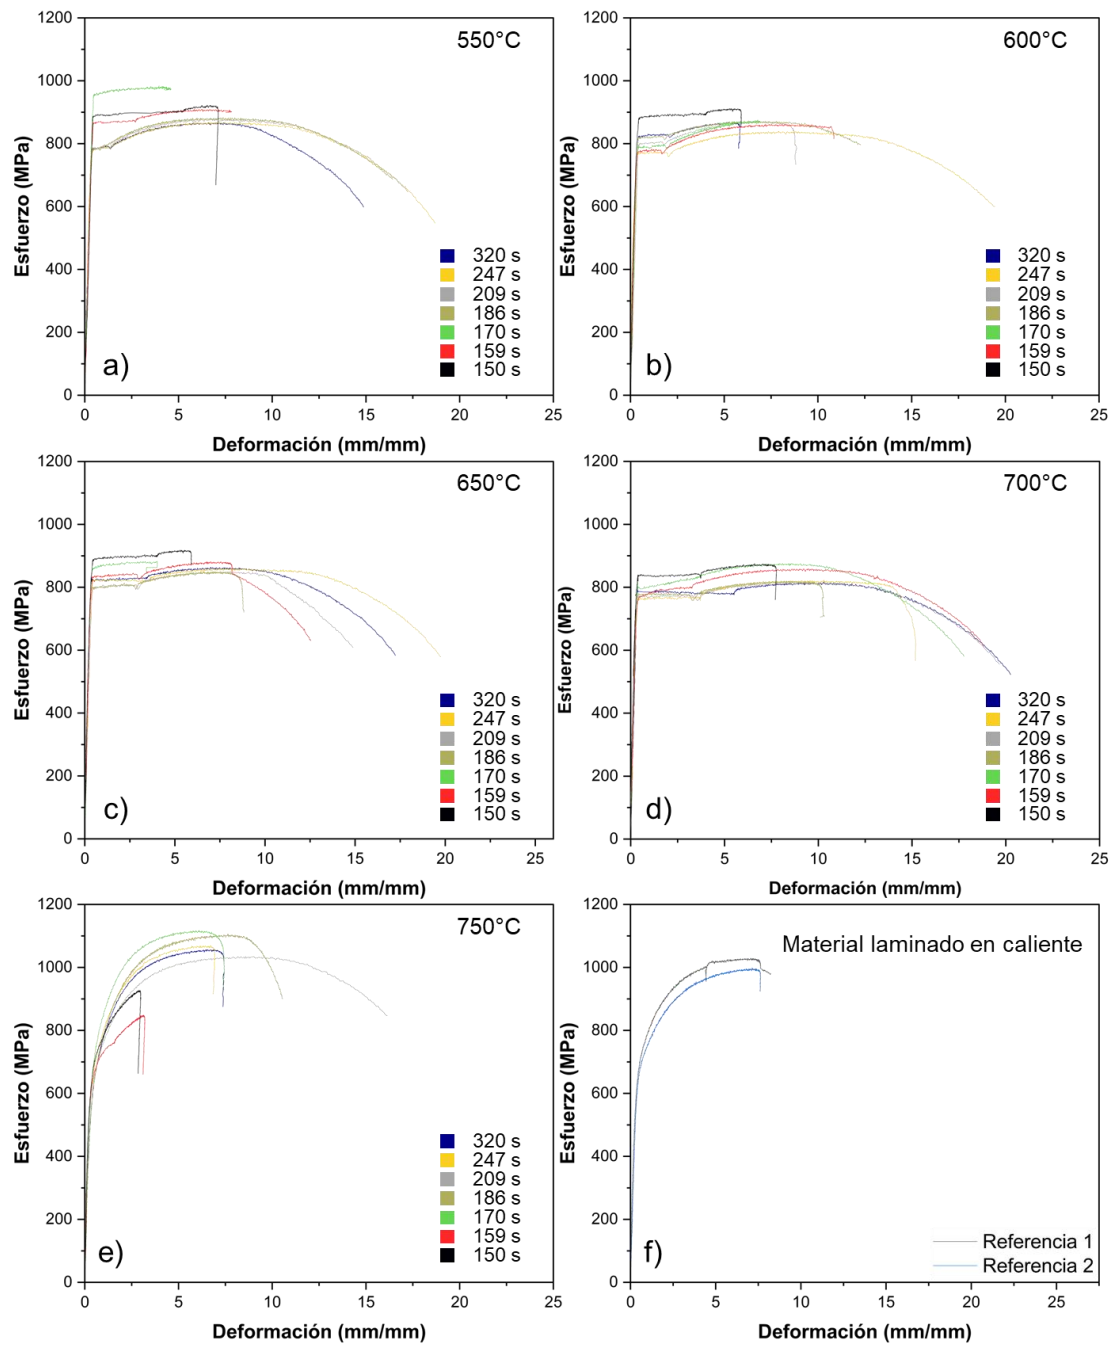 550°C
1200
1000
800
600
400
200
0
0 5 10 15 20 25
Esfuerzo (MPa)
Deformación (mm/mm)
320 s
247 s
209 s
186 s
170 s
159 s
150 s
a)
600°C
1200
1000
800
600
400
200
0
0 5 10 15 20 25
Esfuerzo (MPa)
Deformación (mm/mm)
320 s
247 s
209 s
186 s
170 s
159 s
150 s
b)
650°C
1200
1000
800
600
400
200
0
0 5 10 15 20 25
Esfuerzo (MPa)
Deformación (mm/mm)
320 s
247 s
209 s
186 s
170 s
159 s
150 s
c)
700°C
1200
1000
800
600
400
200
0
0 5 10 15 20 25
Esfuerzo (MPa)
Deformación (mm/mm)
320 s
247 s
209 s
186 s
170 s
159 s
150 s
d)
750°C
1200
1000
800
600
400
200
0
0 5 10 15 20 25
Esfuerzo (MPa)
Deformación (mm/mm)
320 s
247 s
209 s
186 s
170 s
159 s
150 s
e)
Material laminado en caliente
1200
1000
800
600
400
200
0
0 5 10 15 20 25
Esfuerzo (MPa)
Deformación (mm/mm)
Referencia 1
Referencia 2
f)